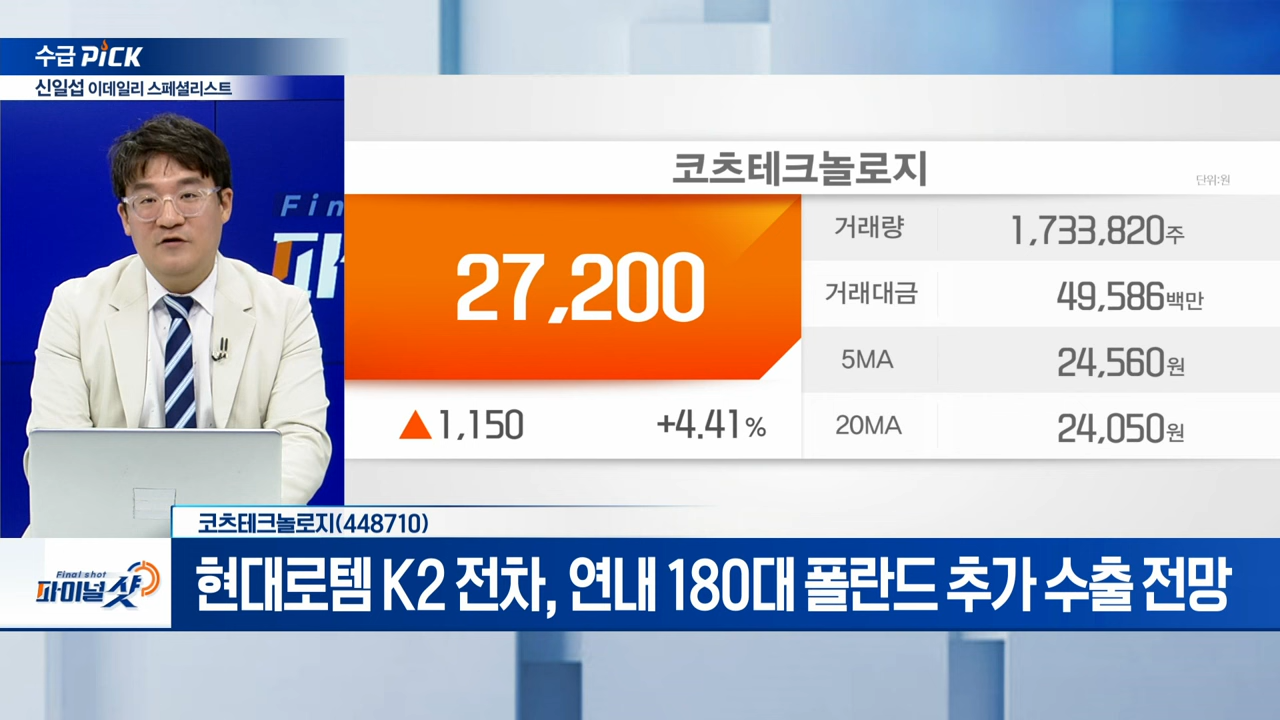 수급 PiCK
신일섭 이데일리 스페셜리스트
Fin
파
코츠테크놀로지
단위:원
27,200
▲1,150 +4.41%
거래량 1,733,820주
거래대금 49,586백만
5MA 24,560원
20MA 24,050원
코츠테크놀로지(448710)
Final shot
파이널샷
현대로템 K2 전차, 연내 180대 폴란드 추가 수출 전망